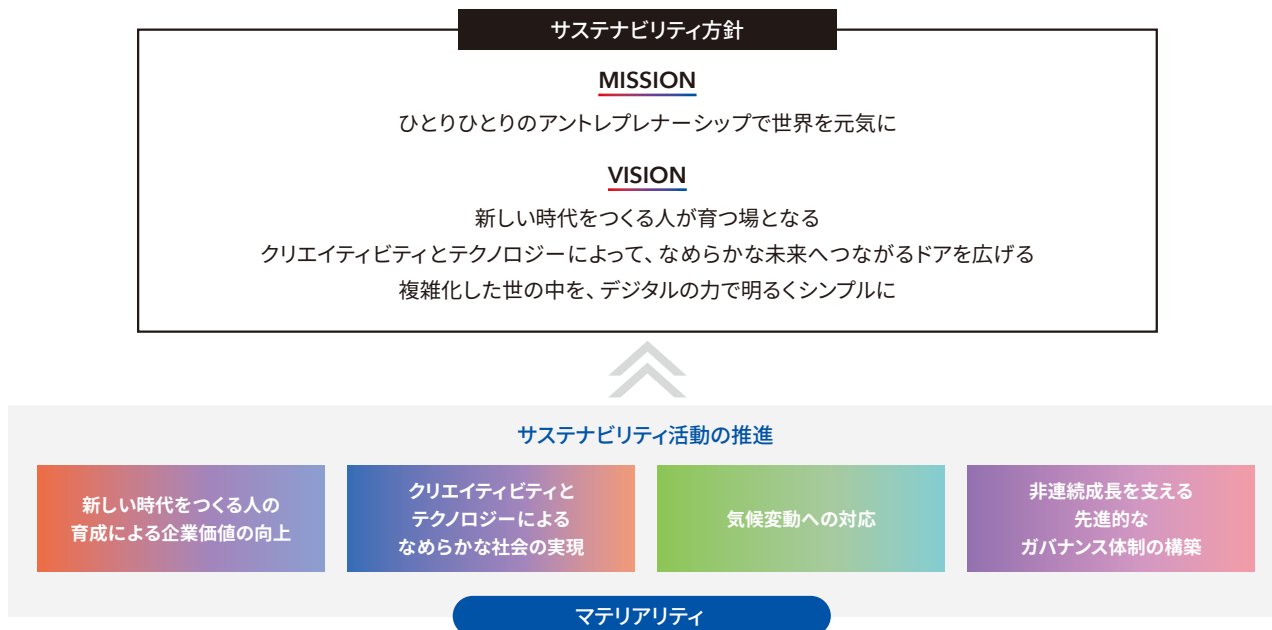 サステナビリティ方針
MISSION
ひとりひとりのアントレプレナーシップで世界を元気に
VISION
新しい時代をつくる人が育つ場となる
クリエイティビティとテクノロジーによって、なめらかな未来へつながるドアを広げる
複雑化した世の中を、デジタルの力で明るくシンプルに
サステナビリティ活動の推進
新しい時代をつくる人の
育成による企業価値の向上
クリエイティビティと
テクノロジーによる
なめらかな社会の実現
気候変動への対応
非連続成長を支える
先進的な
ガバナンス体制の構築
マテリアリティ